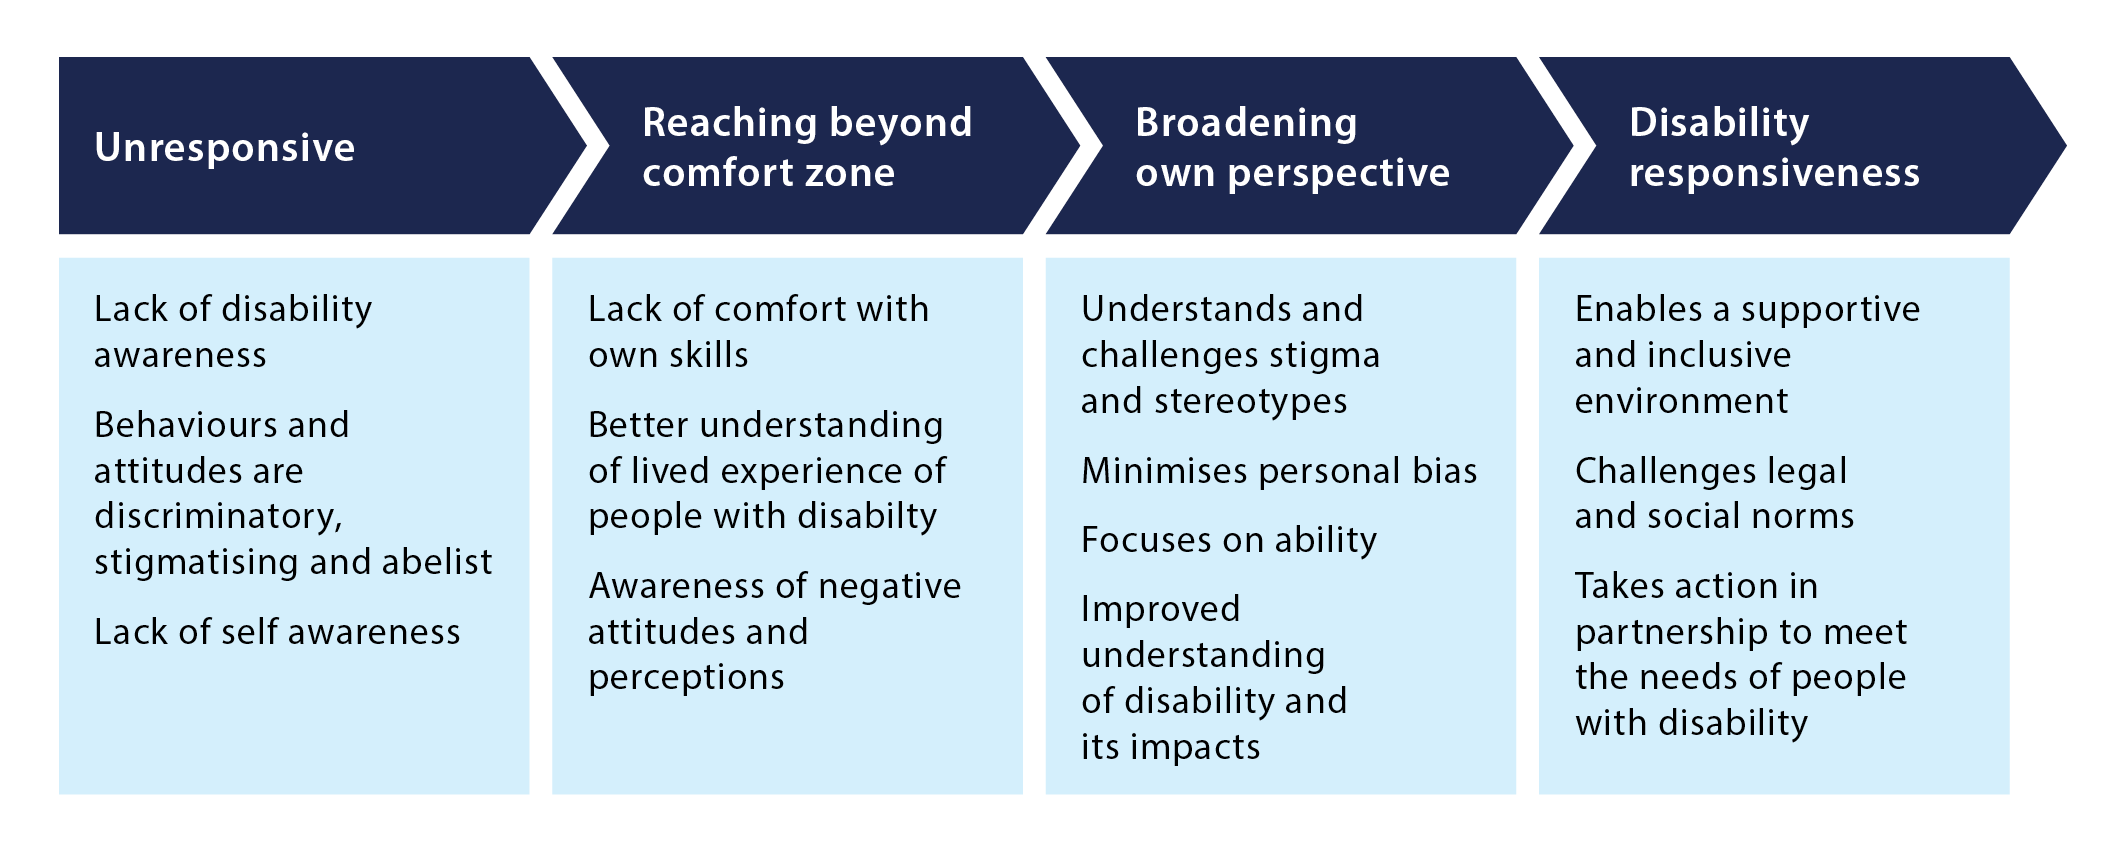 Unresponsive
Reaching beyond
comfort zone
Broadening
own perspective
Disability
responsiveness
Lack of disability
awareness
Behaviours and
attitudes are
discriminatory,
stigmatising and abelist
Lack of self awareness
Lack of comfort with
own skills
Better understanding
of lived experience of
people with disabilty
Awareness of negative
attitudes and
perceptions
Understands and
challenges stigma
and stereotypes
Minimises personal bias
Focuses on ability
Improved
understanding
of disability and
its impacts
Enables a supportive
and inclusive
environment
Challenges legal
and social norms
Takes action in
partnership to meet
the needs of people
with disability